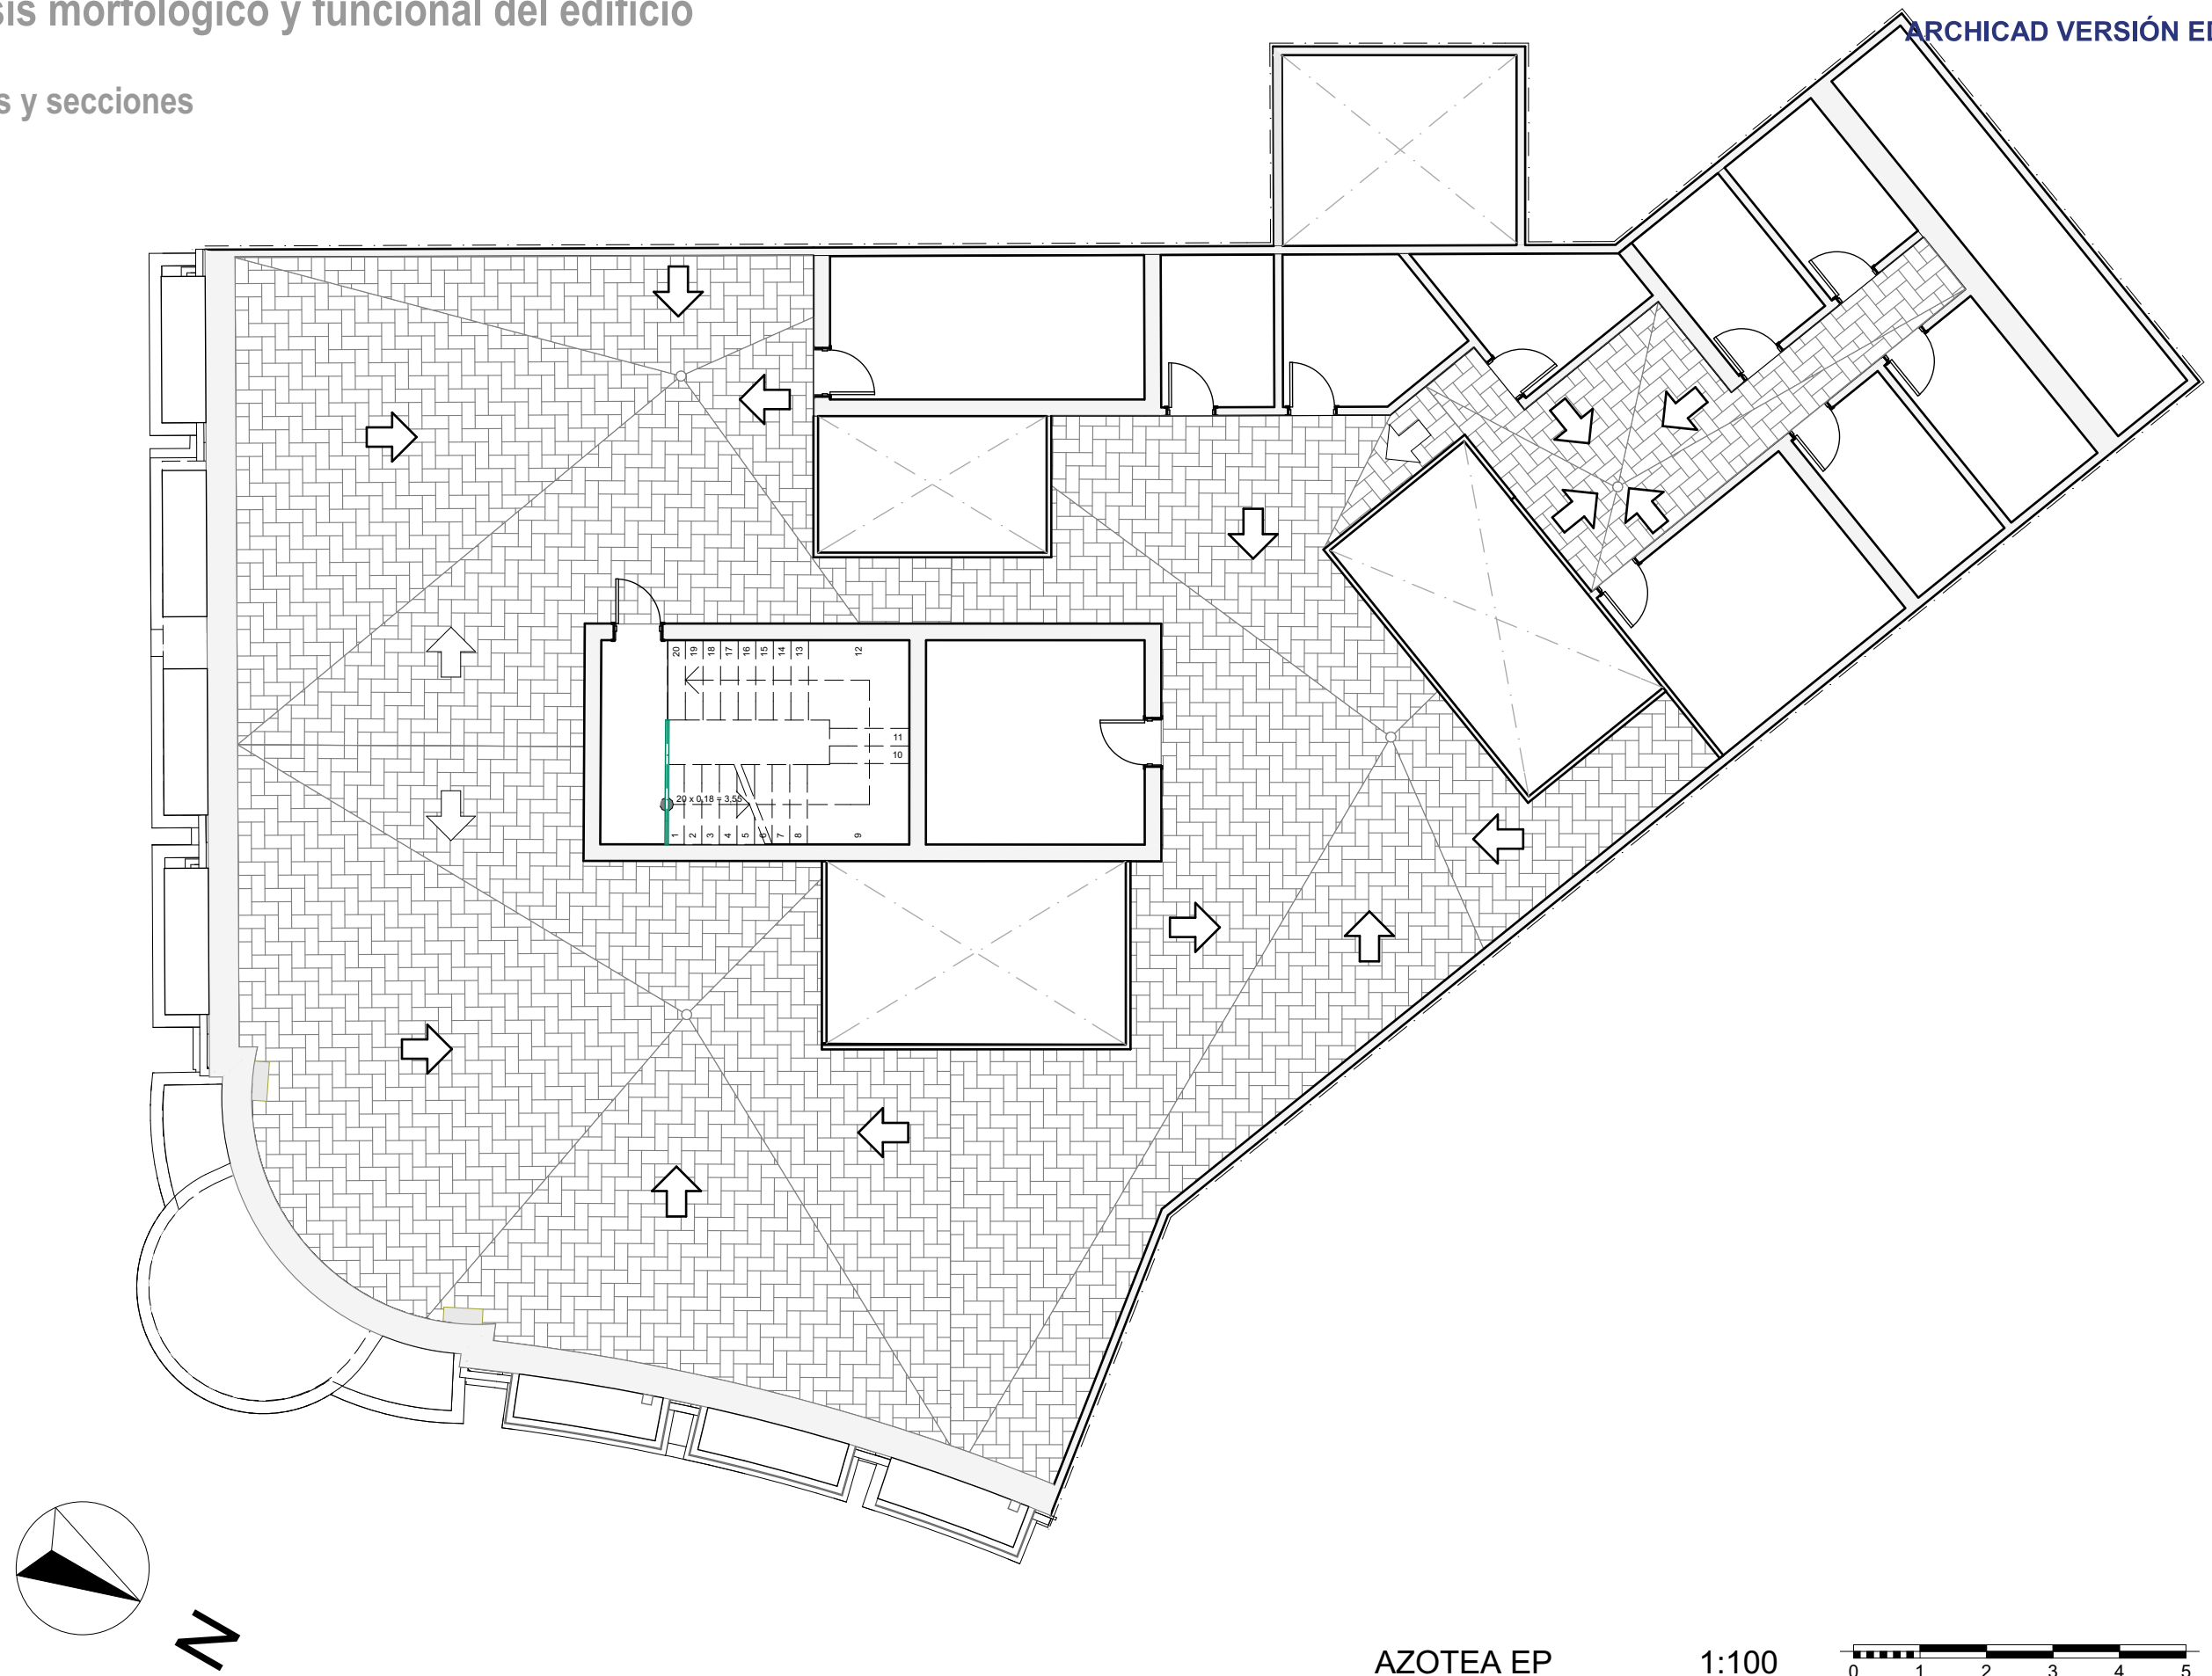 sis morfológico y funcional del edificio
ARCHICAD VERSIÓN ED
s y secciones
20 19 18 17 16 15 14 13 12
11
10
20 x 0,18 = 3,55
1 2 3 4 5 6 7 8 9
N
AZOTEA EP 1:100
0 1 2 3 4 5